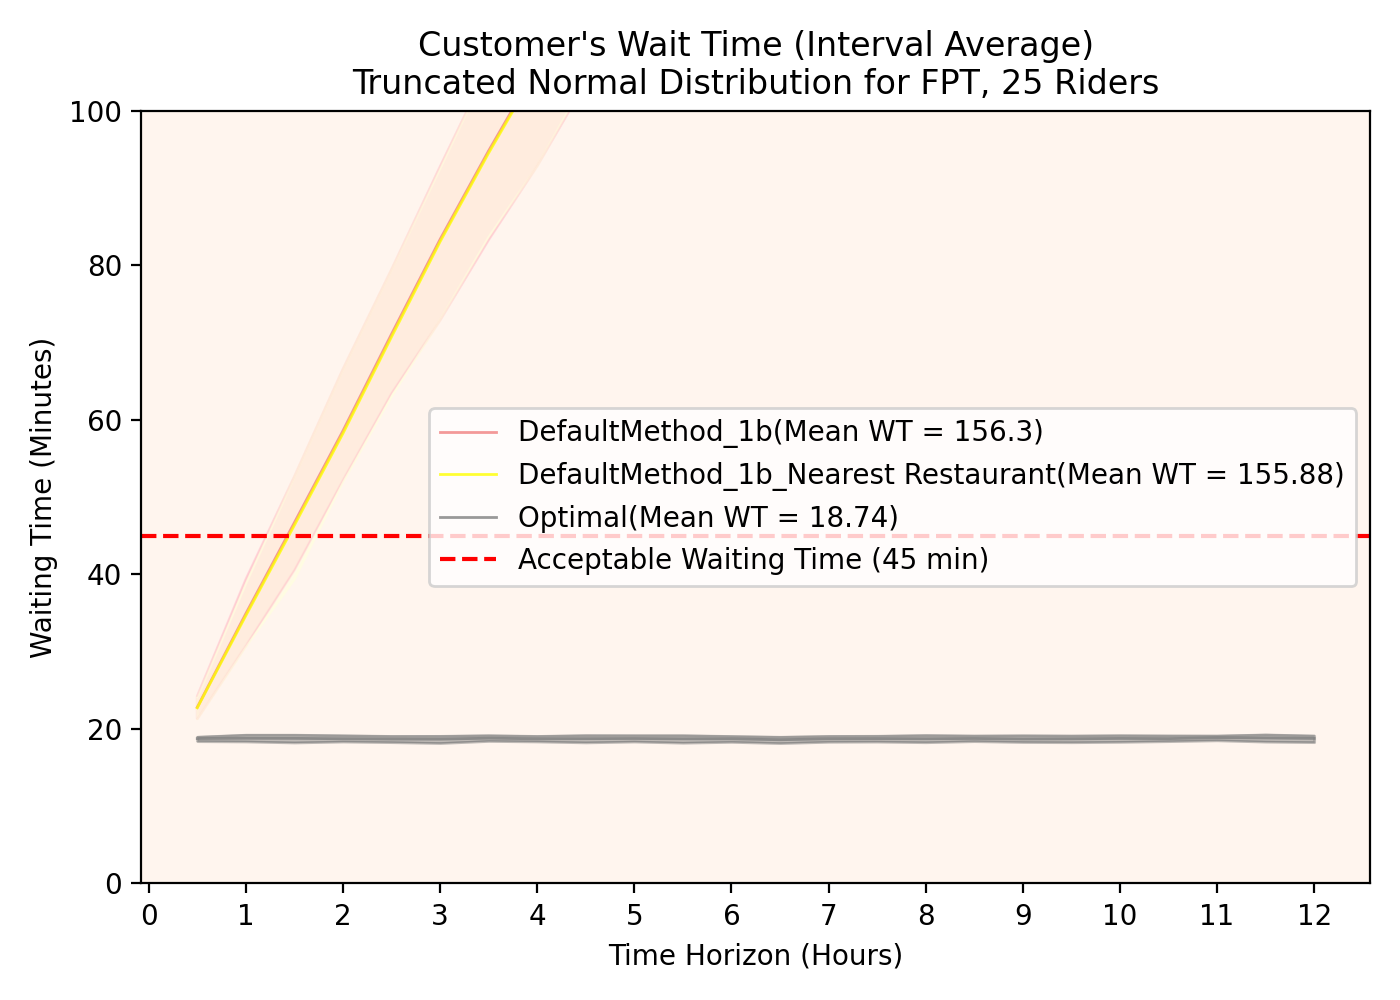 Customer's Wait Time (Interval Average)
Truncated Normal Distribution for FPT, 25 Riders
Waiting Time (Minutes)
100
80
60
40
20
0
DefaultMethod_1b(Mean WT = 156.3)
DefaultMethod_1b_Nearest Restaurant(Mean WT = 155.88)
Optimal(Mean WT = 18.74)
Acceptable Waiting Time (45 min)
0 1 2 3 4 5 6 7 8 9 10 11 12
Time Horizon (Hours)